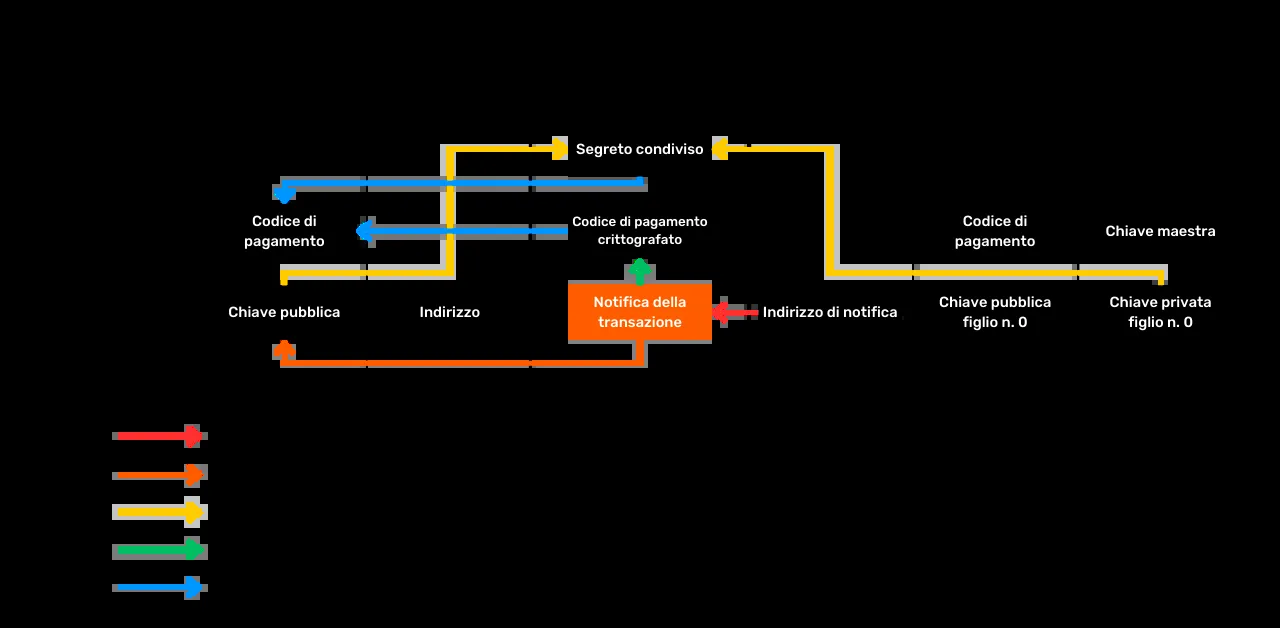 Segreto condiviso
Codice di
pagamento
Codice di pagamento
crittografato
Codice di
pagamento
Chiave maestra
Chiave pubblica
Indirizzo
Notifica della
transazione
Indirizzo di notifica
Chiave pubblica
figlio n. 0
Chiave privata
figlio n. 0